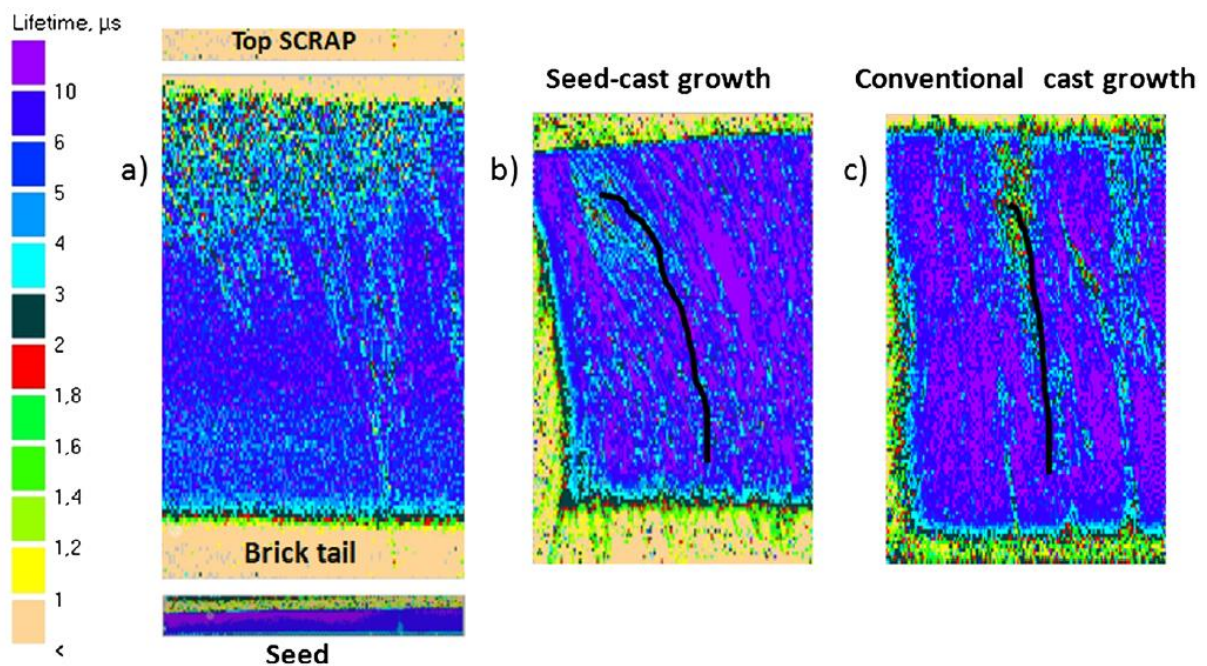 Lifetime, µs
10
6
5
4
3
2
1,8
1,6
1,4
1,2
1
<
Top SCRAP
a)
Brick tail
Seed
Seed-cast growth
b)
Conventional cast growth
c)